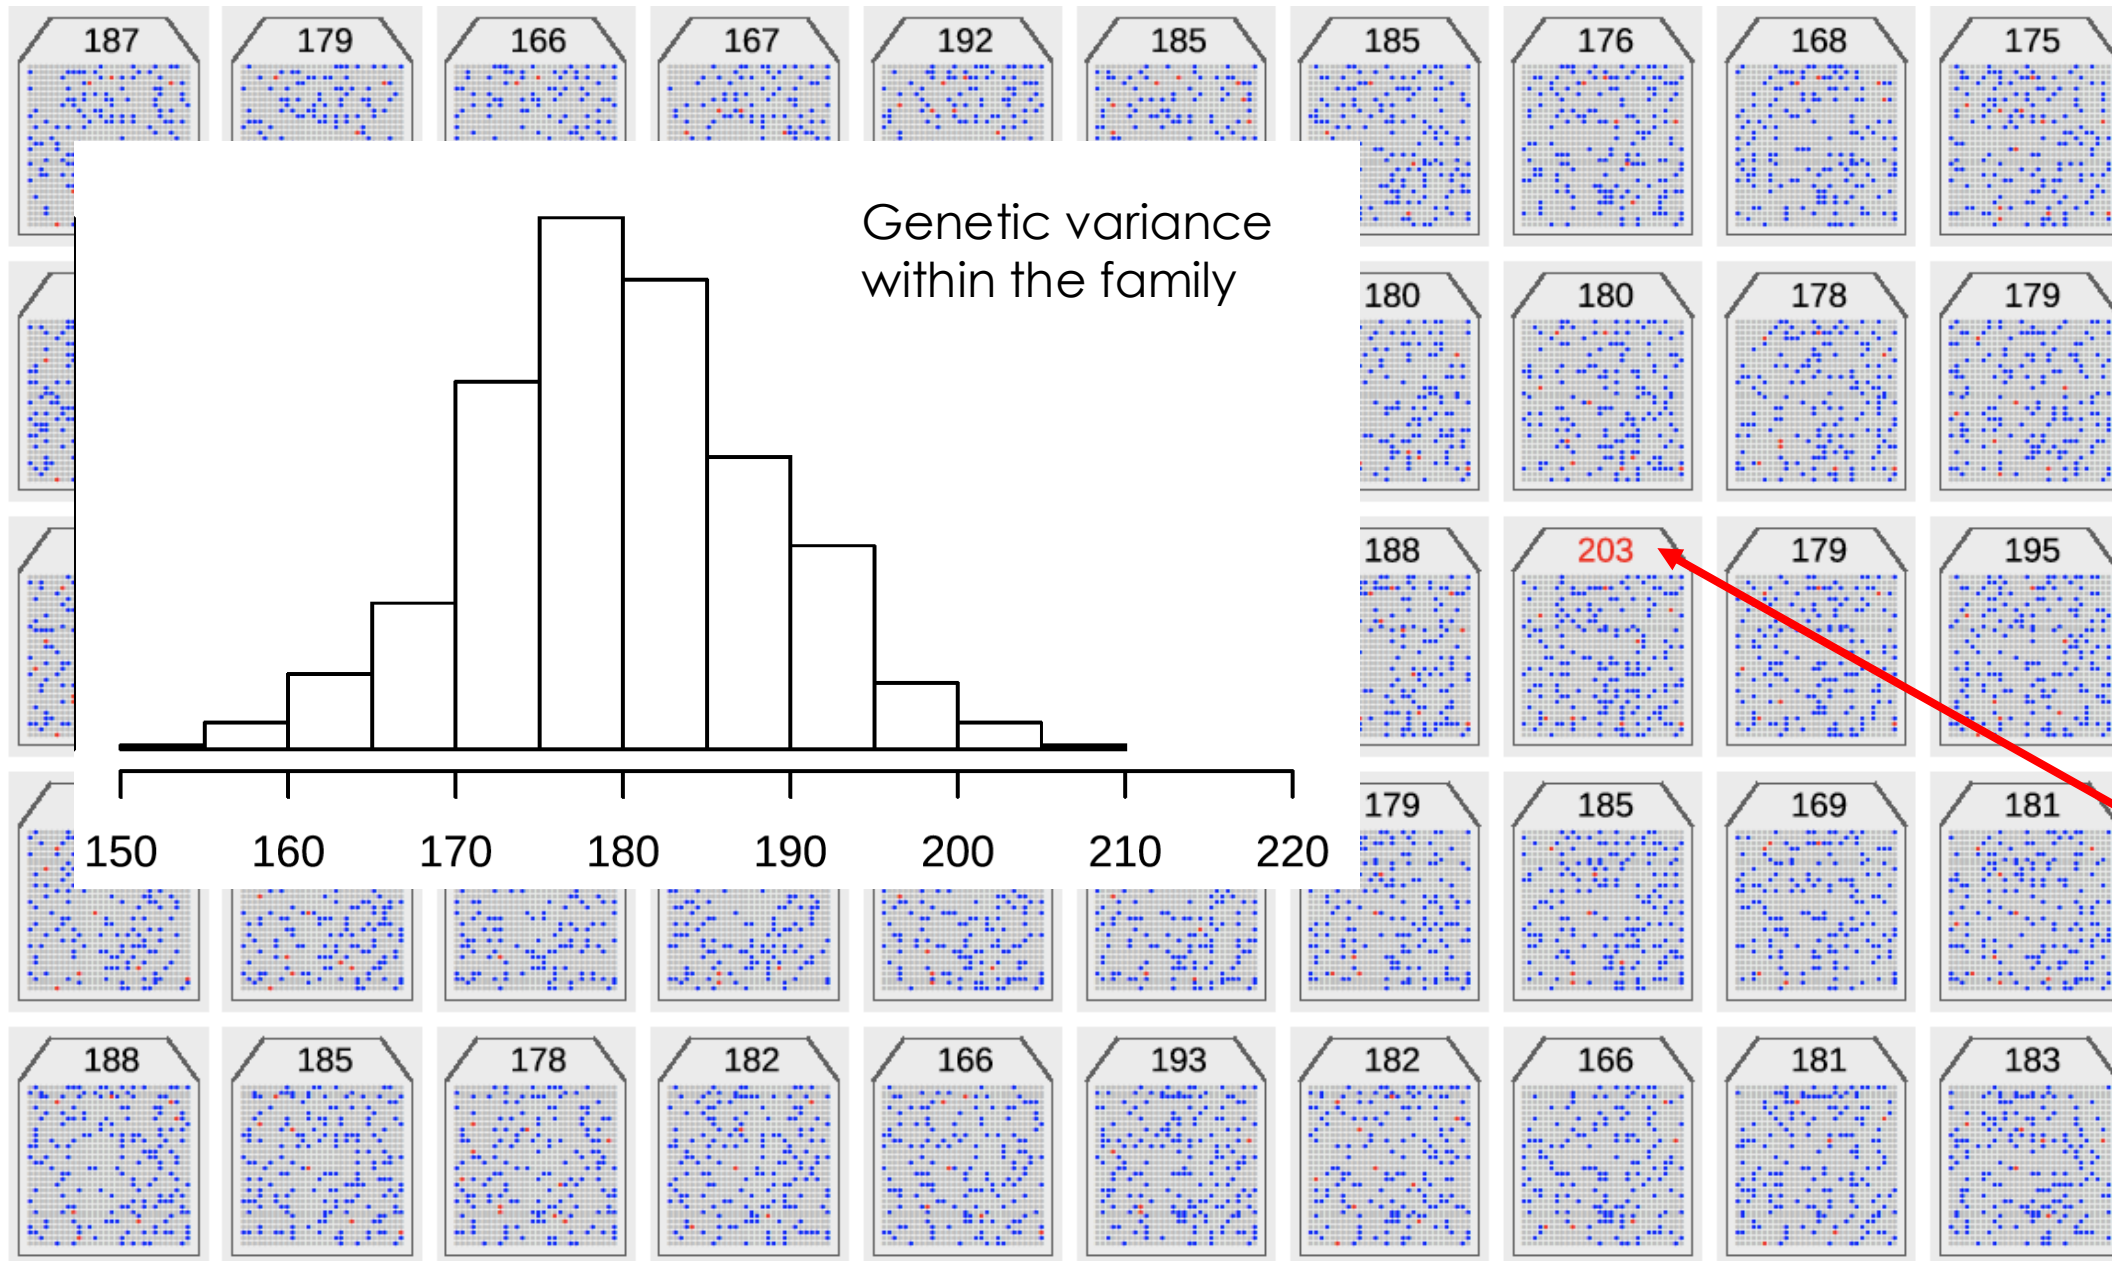 187 179 166 167 192 185 185 176 168 175
Genetic variance
within the family
180 180 178 179
188 203 179 195
179 185 169 181
150 160 170 180 190 200 210 220
188 185 178 182 166 193 182 166 181 183